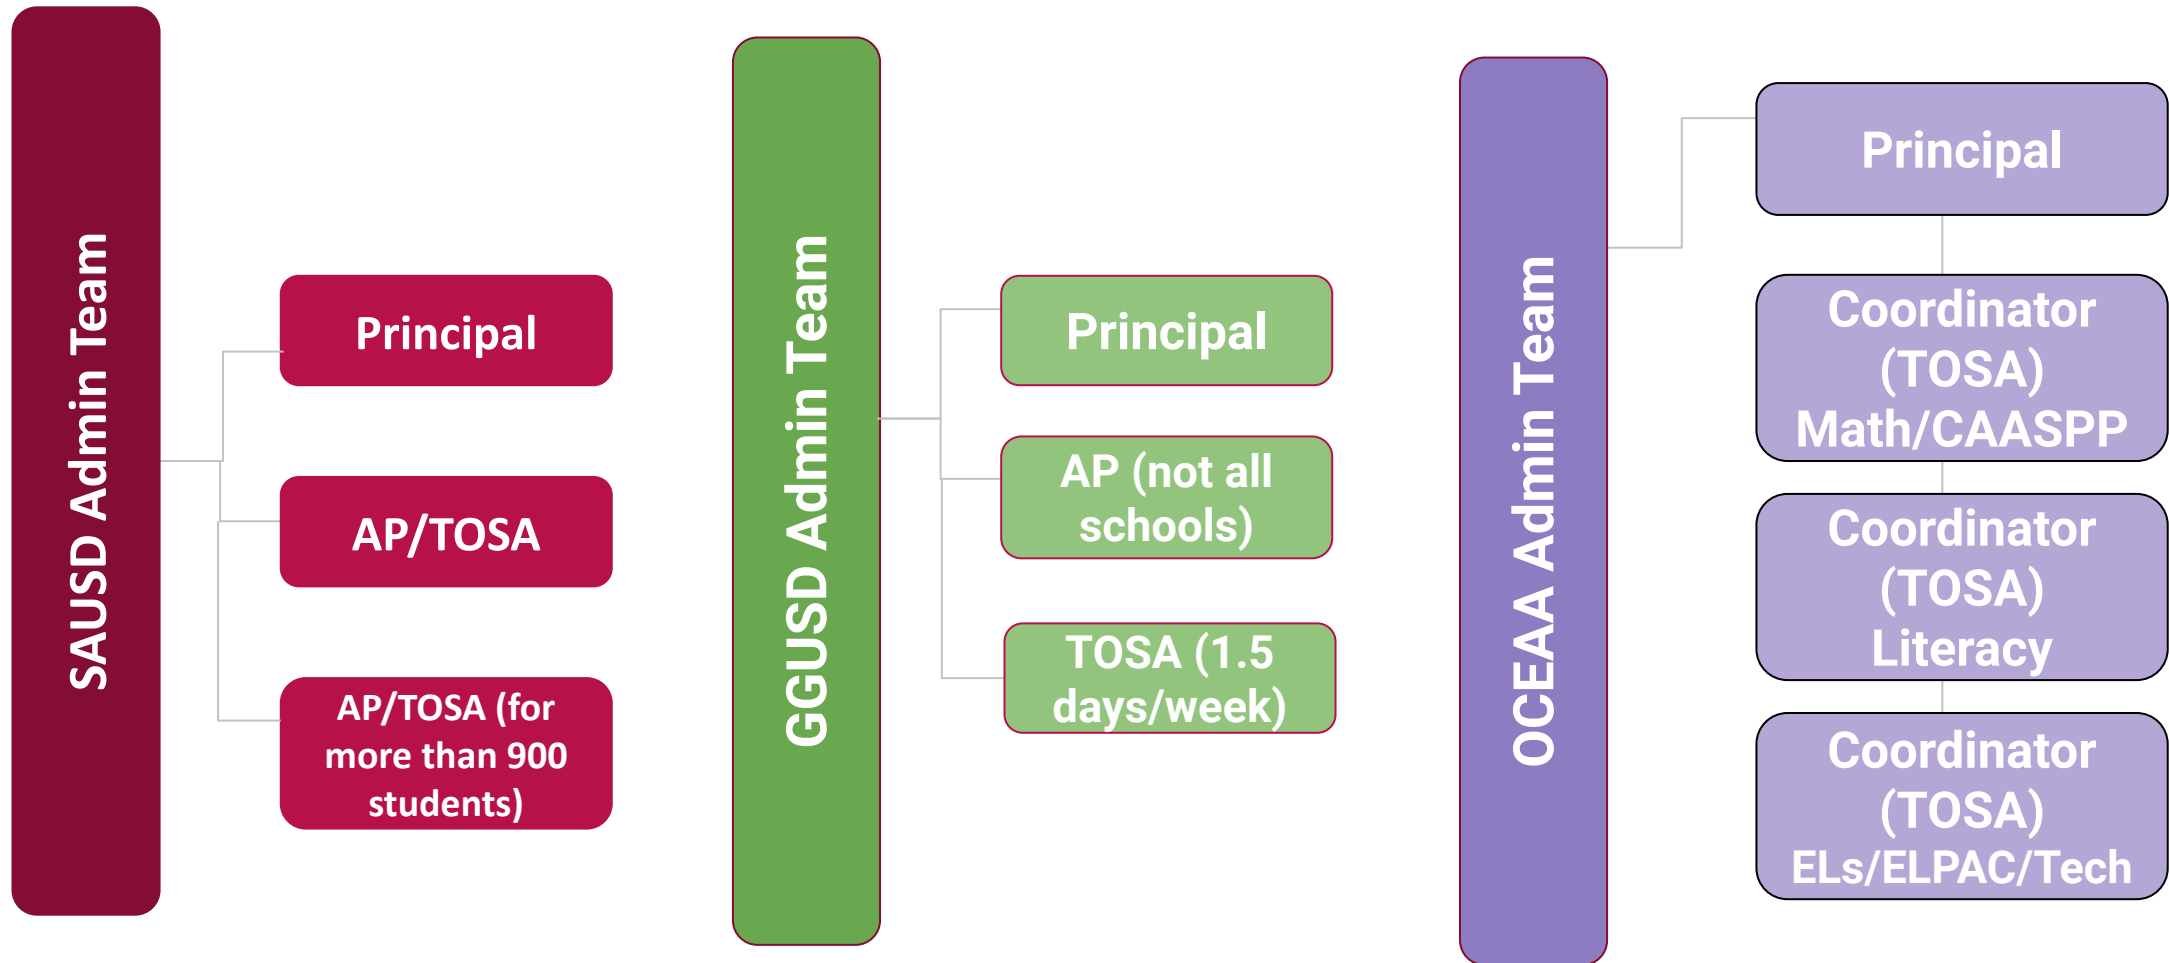 SAUSD Admin Team
Principal
AP/TOSA
AP/TOSA (for
more than 900
students)
GGUSD Admin Team
Principal
AP (not all
schools)
TOSA (1.5
days/week)
OCEAA Admin Team
Principal
Coordinator
(TOSA)
Math/CAASPP
Coordinator
(TOSA)
Literacy
Coordinator
(TOSA)
ELs/ELPAC/Tech